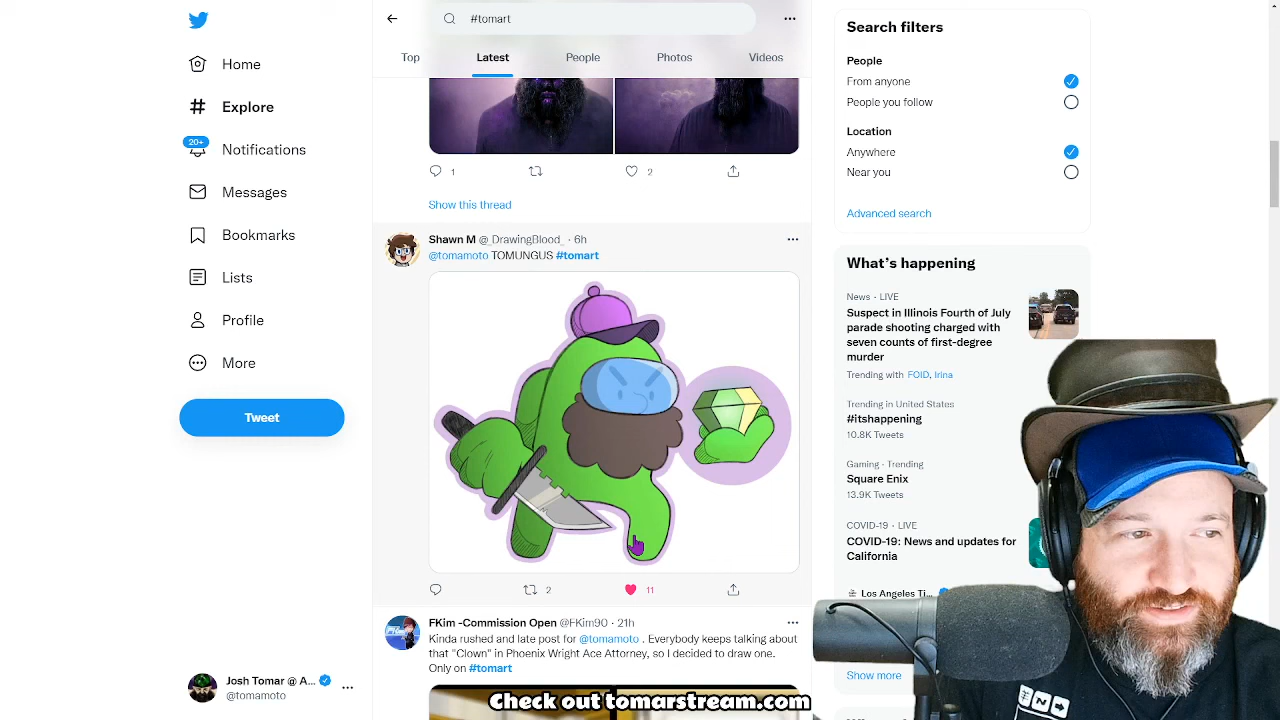 #tomart
Top
Latest
People
Photos
Videos
Home
Explore
20+
Notifications
Messages
Bookmarks
Lists
Profile
More
Tweet
Josh Tomar @ A...
@tomamoto
1
2
Show this thread
Shawn M @_DrawingBlood_ · 6h
@tomamoto TOMUNGUS #tomart
2
11
FKim -Commission Open @FKim90 · 21h
Kinda rushed and late post for @tomamoto . Everybody keeps talking about
that "Clown" in Phoenix Wright Ace Attorney, so I decided to draw one.
Only on #tomart
Check out tomarstream.com
Search filters
People
From anyone
People you follow
Location
Anywhere
Near you
Advanced search
What's happening
News · LIVE
Suspect in Illinois Fourth of July
parade shooting charged with
seven counts of first-degree
murder
Trending with FOID, Irina
Trending in United States
#itshappening
10.8K Tweets
Gaming · Trending
Square Enix
13.9K Tweets
COVID-19 · LIVE
COVID-19: News and updates for
California
Los Angeles Ti...
Show more